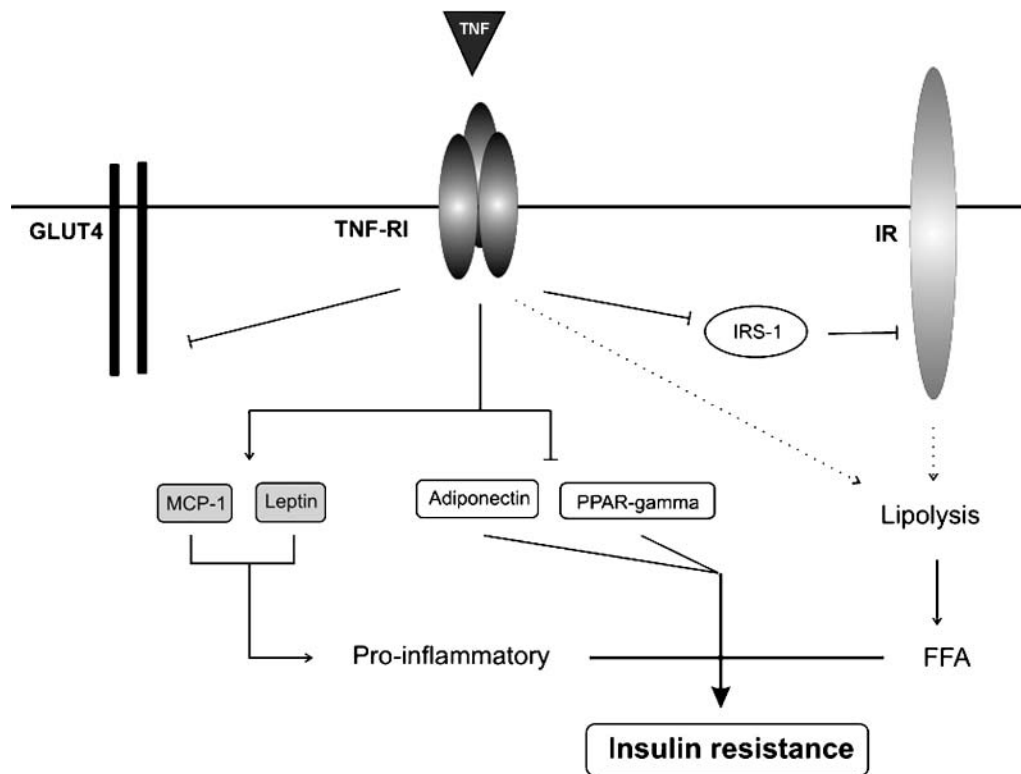 TNF
GLUT4
TNF-RI
IR
IRS-1
MCP-1
Leptin
Adiponectin
PPAR-gamma
Lipolysis
Pro-inflammatory
FFA
Insulin resistance